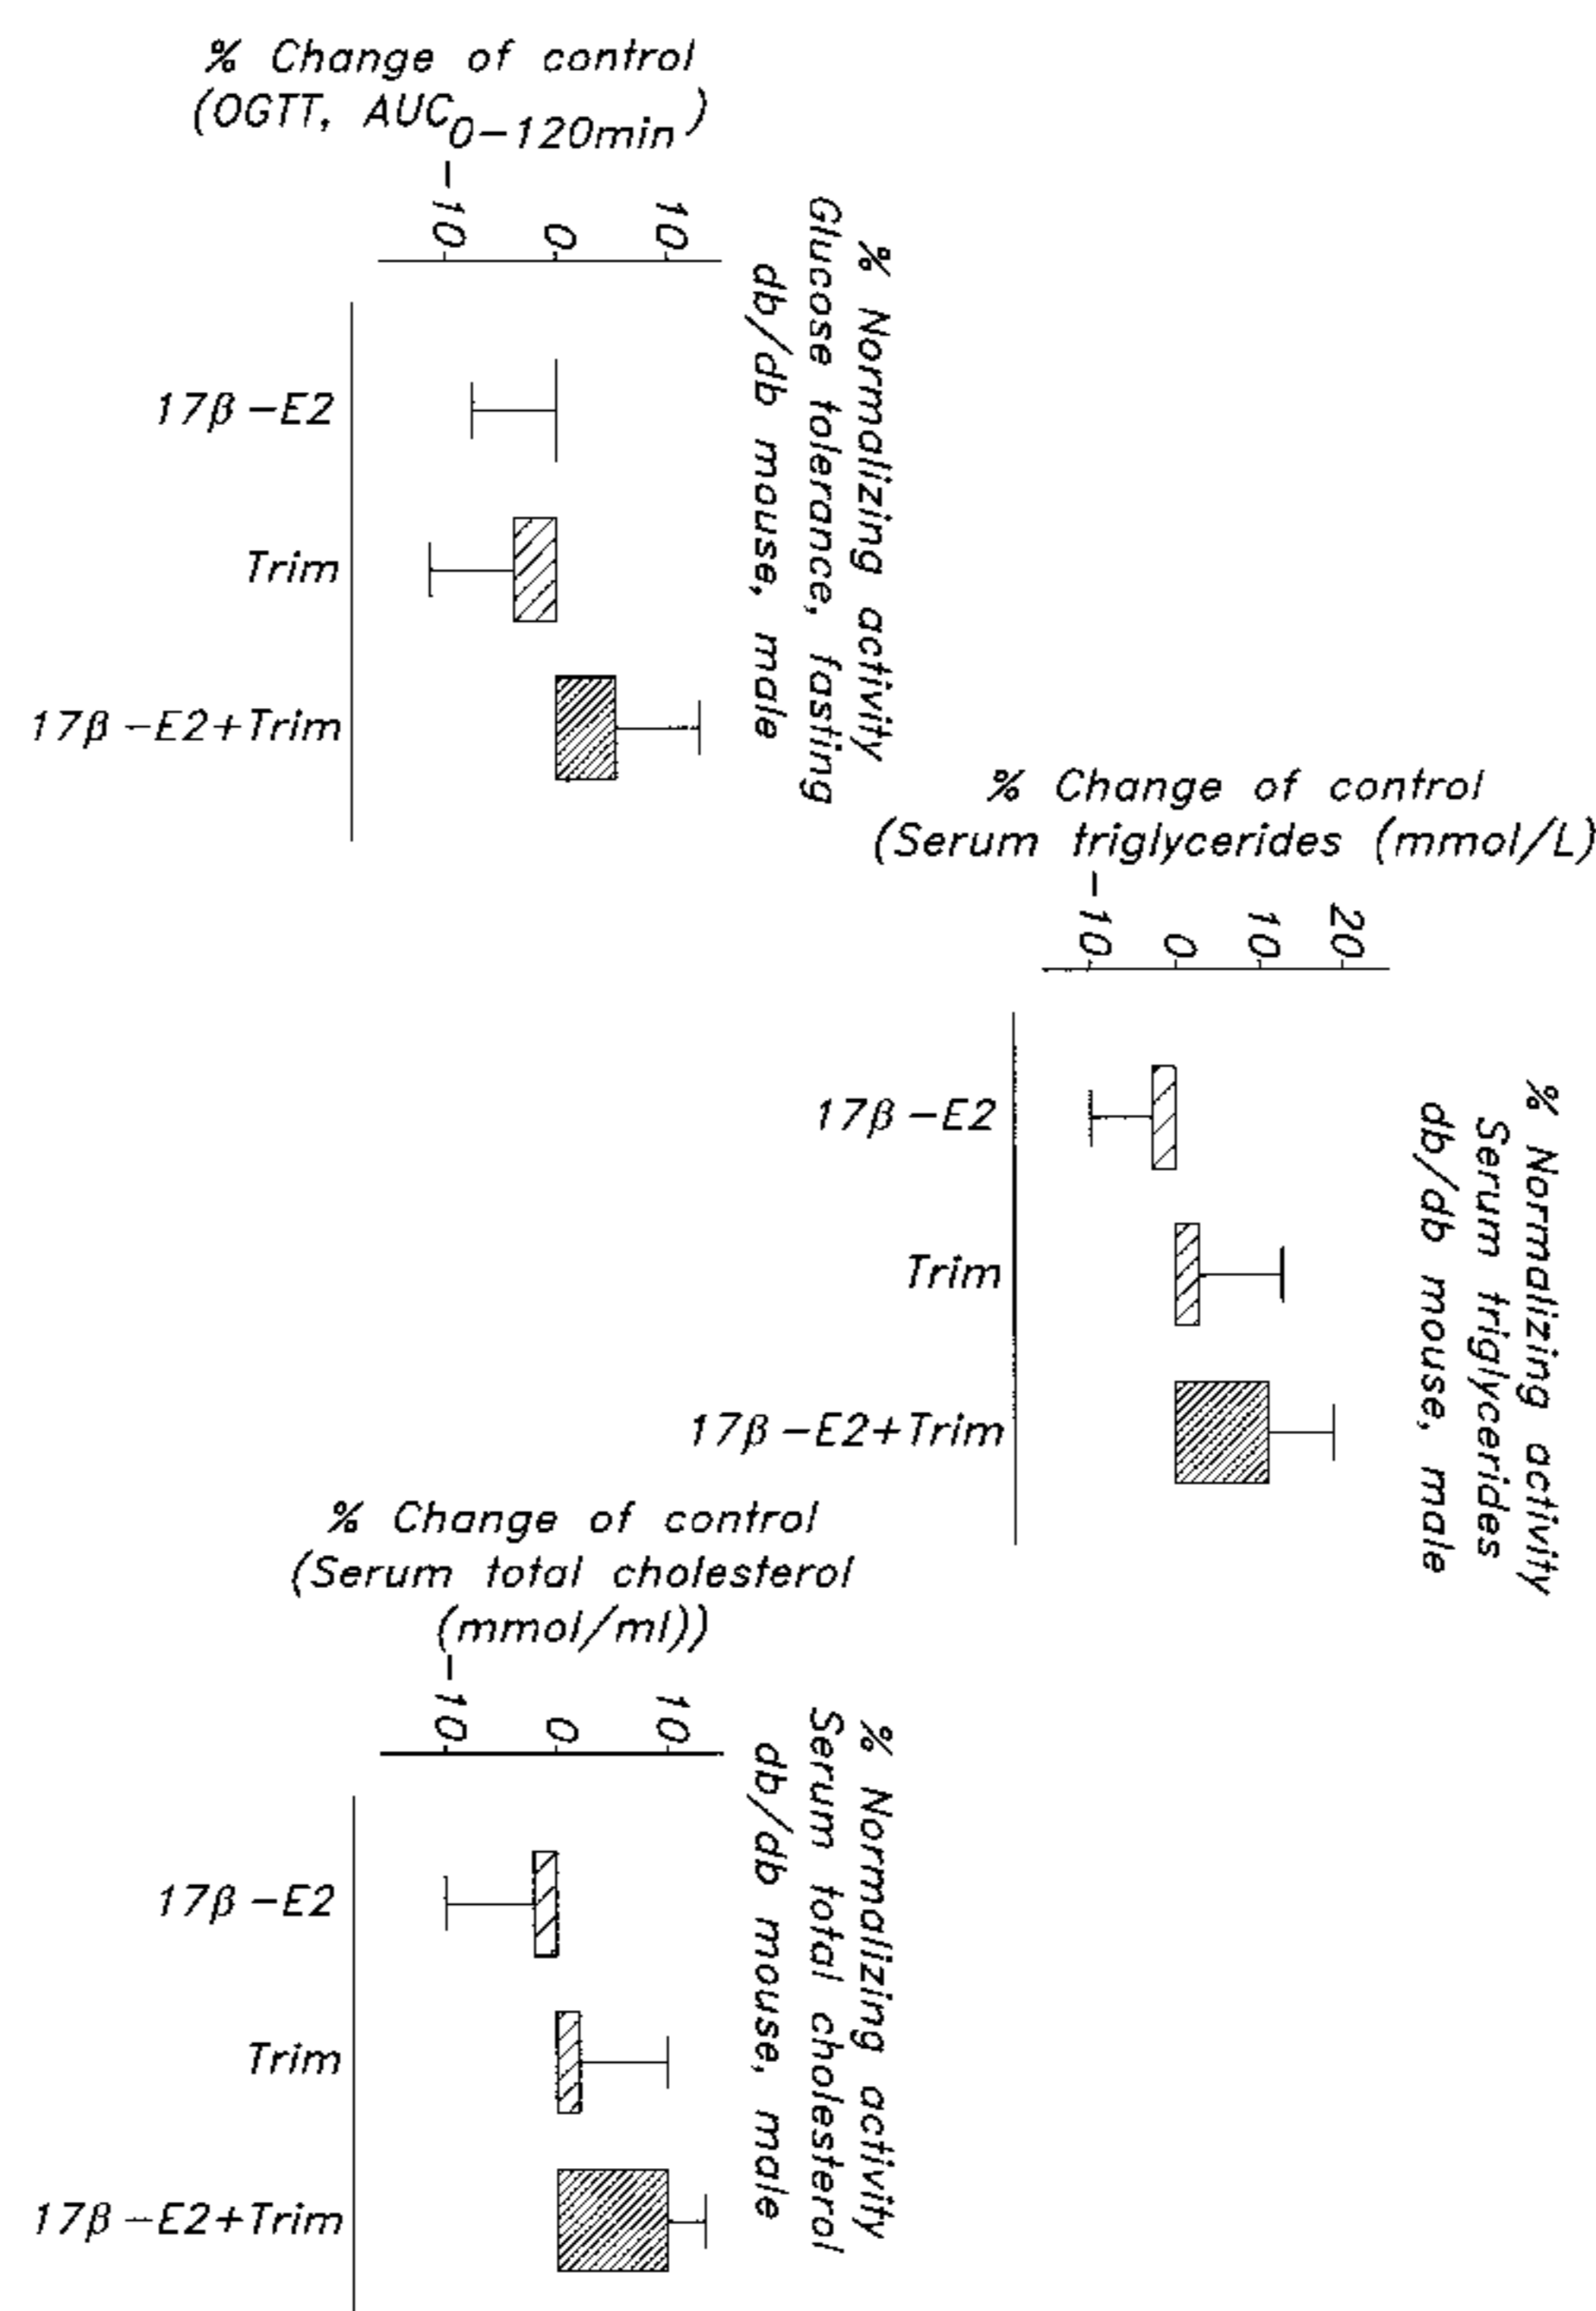 % Change of control
(OGTT, AUC0-120min)
-10
0
10
% Normalizing activity
Glucose tolerance, fasting
db/db mouse, male
17β-E2
Trim
17β-E2+Trim
% Change of control
(Serum triglycerides (mmol/L)
-10
0
10
20
% Normalizing activity
Serum triglycerides
db/db mouse, male
17β-E2
Trim
17β-E2+Trim
% Change of control
(Serum total cholesterol
(mmol/ml))
-10
0
10
% Normalizing activity
Serum total cholesterol
db/db mouse, male
17β-E2
Trim
17β-E2+Trim